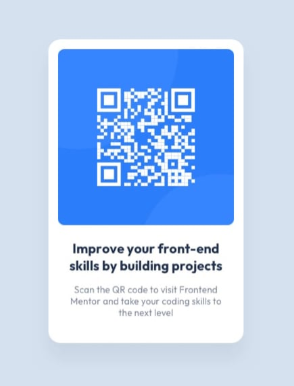 Improve your front-end
skills by building projects
Scan the QR code to visit Frontend
Mentor and take your coding skills to
the next level